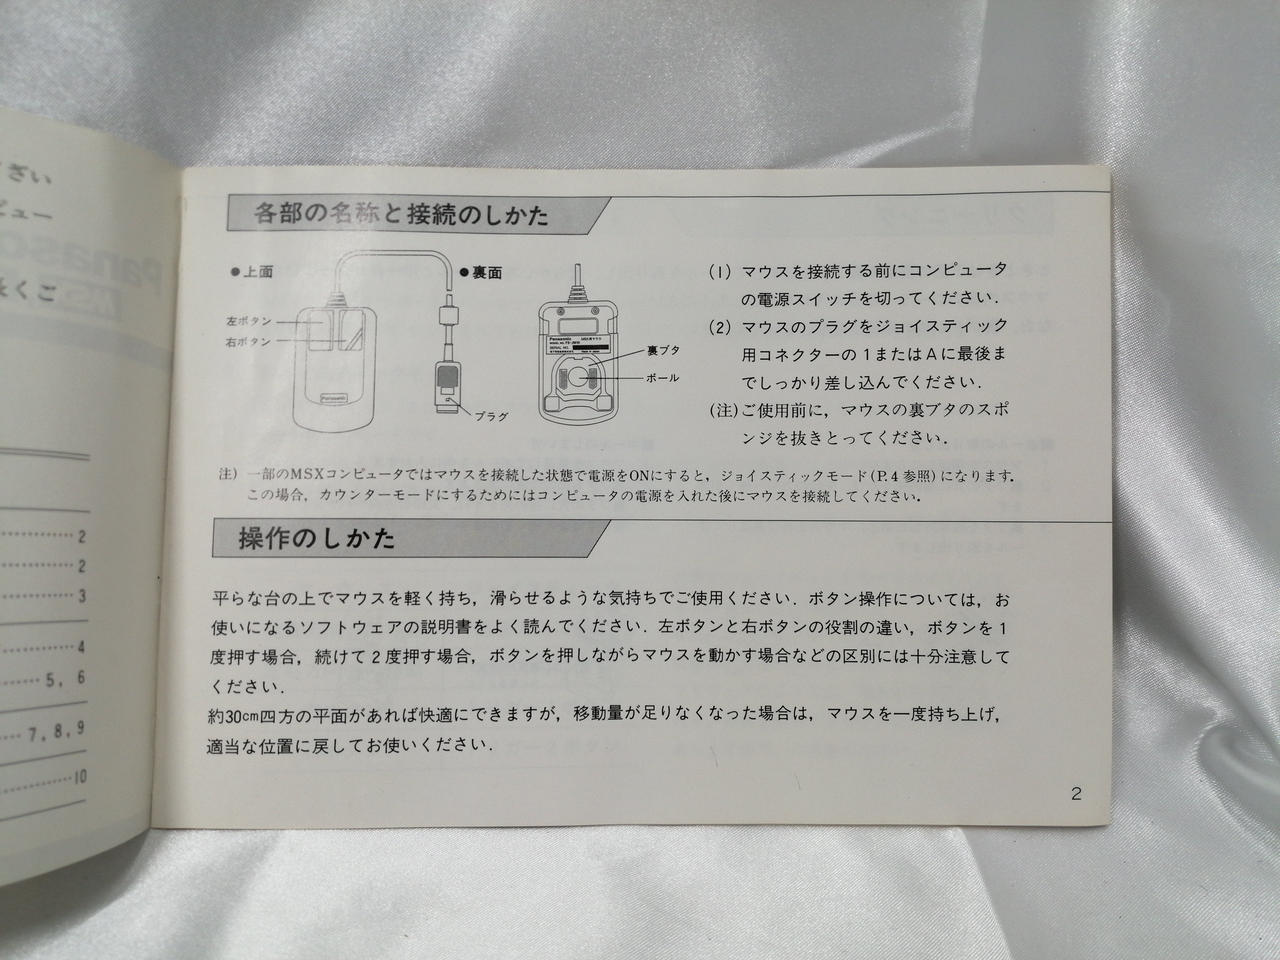 ざい
ピュー
よくご
2
2
3
4
5, 6
7, 8, 9
10
各部の名称と接続のしかた
●上面
●裏面
左ボタン
右ボタン
Panasonic
プラグ
Panasonic
裏ブタ
ボール
(1) マウスを接続する前にコンピュータ
の電源スイッチを切ってください.
(2) マウスのプラグをジョイスティック
用コネクターの1またはAに最後ま
でしっかり差し込んでください.
(注)ご使用前に，マウスの裏ブタのスポ
ンジを抜きとってください.
注) 一部のMSXコンピュータではマウスを接続した状態で電源をONにすると，ジョイスティックモード(P.4参照)になります.
この場合，カウンターモードにするためにはコンピュータの電源を入れた後にマウスを接続してください.
操作のしかた
平らな台の上でマウスを軽く持ち，滑らせるような気持ちでご使用ください. ボタン操作については，お
使いになるソフトウェアの説明書をよく読んでください. 左ボタンと右ボタンの役割の違い，ボタンを1
度押す場合，続けて2度押す場合，ボタンを押しながらマウスを動かす場合などの区別には十分注意して
ください.
約30cm四方の平面があれば快適にできますが，移動量が足りなくなった場合は，マウスを一度持ち上げ，
適当な位置に戻してお使いください.
2